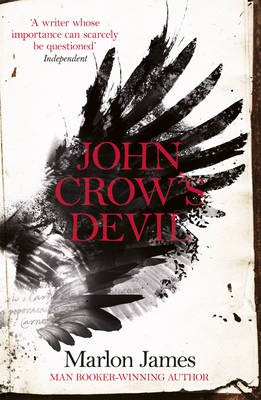 ‘A writer whose
importance can scarcely
be questioned’
Independent
JOHN
CROW'S
DEVIL
Marlon James
MAN BOOKER-WINNING AUTHOR